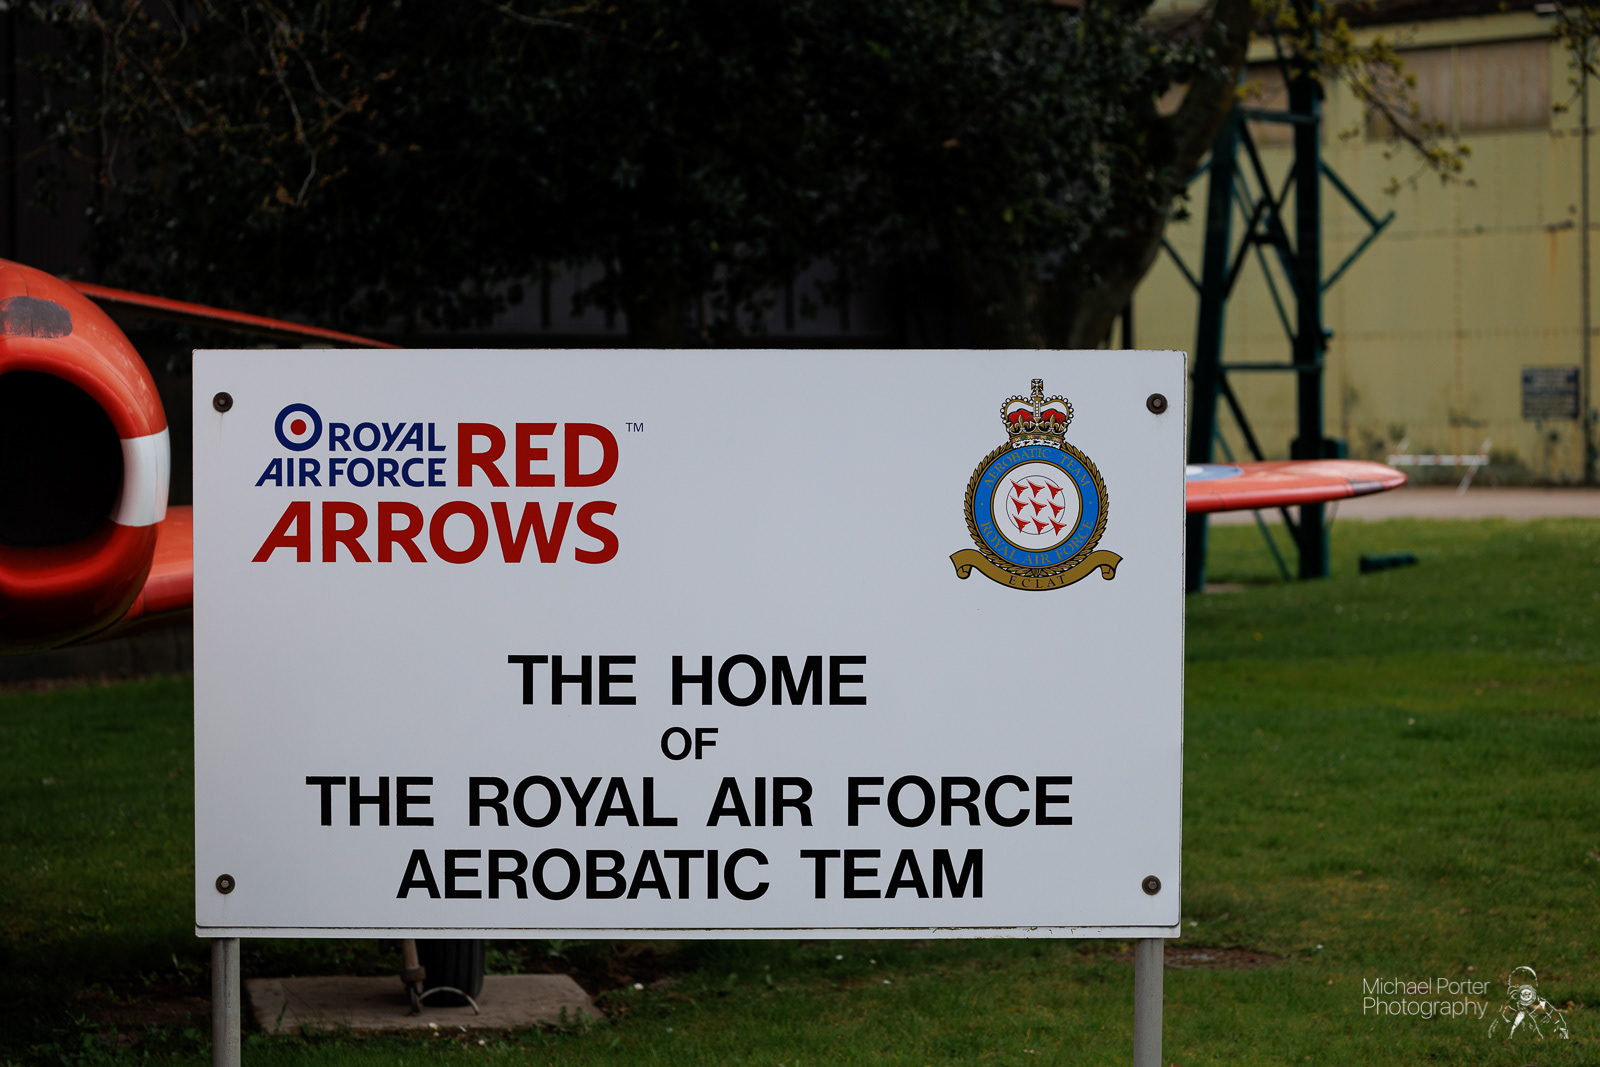 ROYAL
AIR FORCE
RED
ARROWS
™
AEROBATIC TEAM
ROYAL AIR FORCE
ECLAT
THE HOME
OF
THE ROYAL AIR FORCE
AEROBATIC TEAM
Michael Porter
Photography